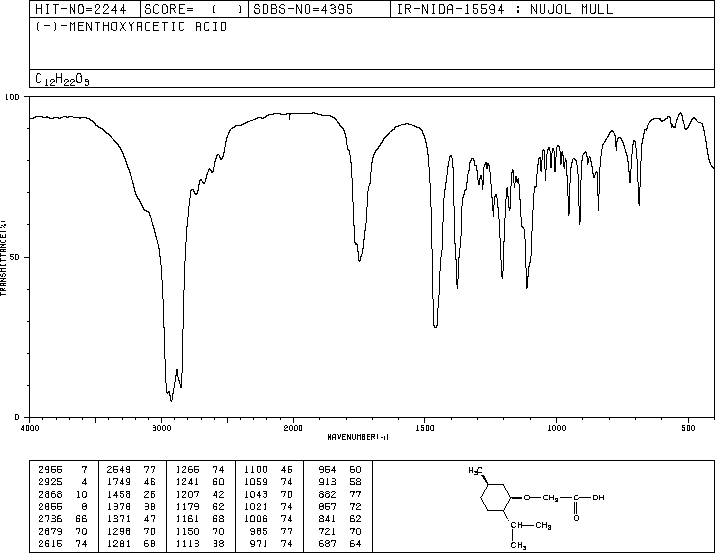 HIT-NO=2244 SCORE= ( ) SDBS-NO=4395 IR-NIDA-15594 : NUJOL MULL
(-)-MENTHOXYACETIC ACID
C12H22O3
100
50
0
TRANSMITTANCE(%)
4000 3000 2000 1500 1000 500
WAVENUMBER(-1)
2955 7 2549 77 1266 74 1100 46 954 60
2925 4 1749 46 1241 60 1059 74 913 58
2868 10 1458 26 1207 42 1043 70 882 77
2855 8 1378 38 1179 62 1021 74 857 72
2736 66 1371 47 1161 68 1006 74 841 62
2679 70 1298 70 1150 70 985 77 721 70
2615 74 1281 68 1113 38 971 74 687 64
H3C
O CH2 C OH
O
CH CH3
CH3